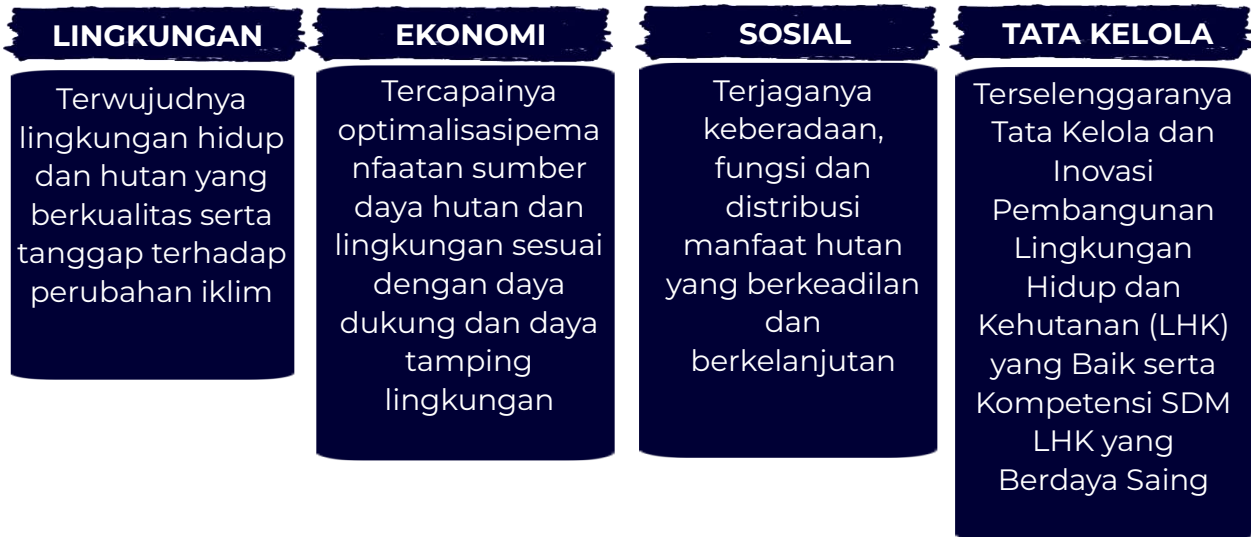 LINGKUNGAN
Terwujudnya
lingkungan hidup
dan hutan yang
berkualitas serta
tanggap terhadap
perubahan iklim
EKONOMI
Tercapainya
optimalisasipema
nfaatan sumber
daya hutan dan
lingkungan sesuai
dengan daya
dukung dan daya
tamping
lingkungan
SOSIAL
Terjaganya
keberadaan,
fungsi dan
distribusi
manfaat hutan
yang berkeadilan
dan
berkelanjutan
TATA KELOLA
Terselenggaranya
Tata Kelola dan
Inovasi
Pembangunan
Lingkungan
Hidup dan
Kehutanan (LHK)
yang Baik serta
Kompetensi SDM
LHK yang
Berdaya Saing